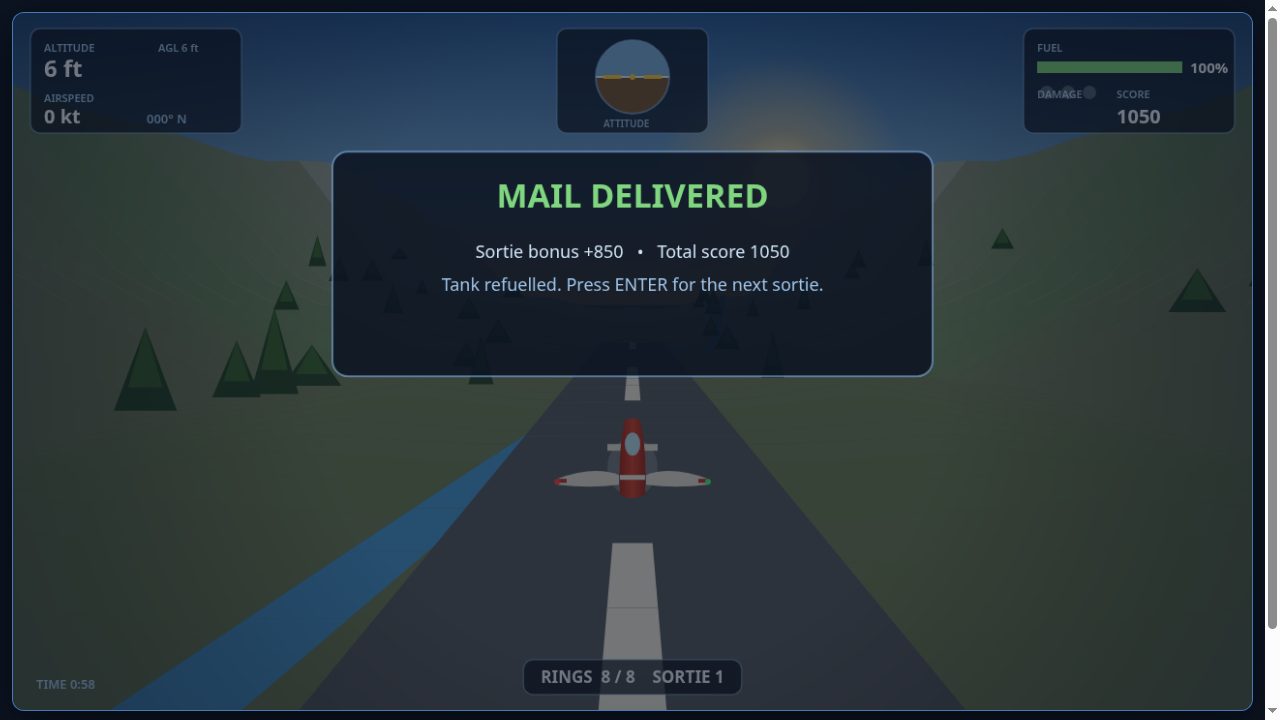 ALTITUDE AGL 6 ft
6 ft
AIRSPEED
0 kt 000° N
ATTITUDE
FUEL
100%
DAMAGE SCORE
1050
MAIL DELIVERED
Sortie bonus +850 • Total score 1050
Tank refuelled. Press ENTER for the next sortie.
RINGS 8 / 8 SORTIE 1
TIME 0:58